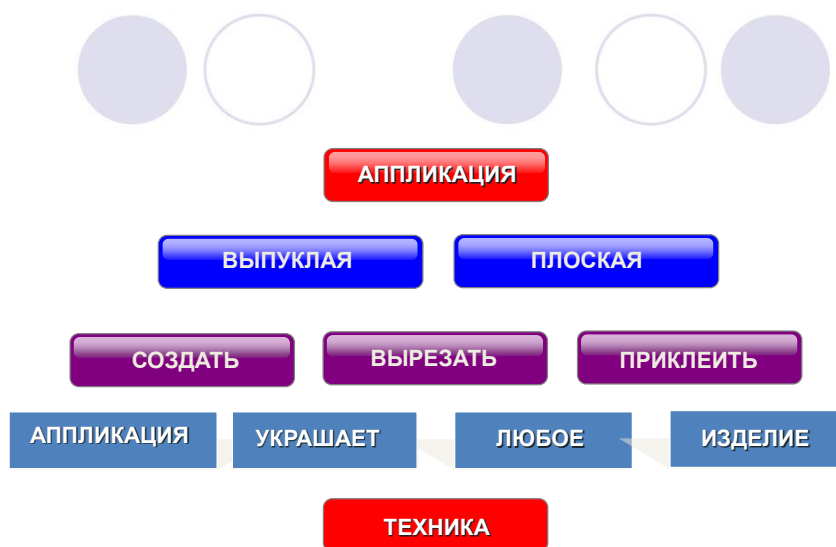 АППЛИКАЦИЯ
ВЫПУКЛАЯ ПЛОСКАЯ
СОЗДАТЬ ВЫРЕЗАТЬ ПРИКЛЕИТЬ
АППЛИКАЦИЯ УКРАШАЕТ ЛЮБОЕ ИЗДЕЛИЕ
ТЕХНИКА